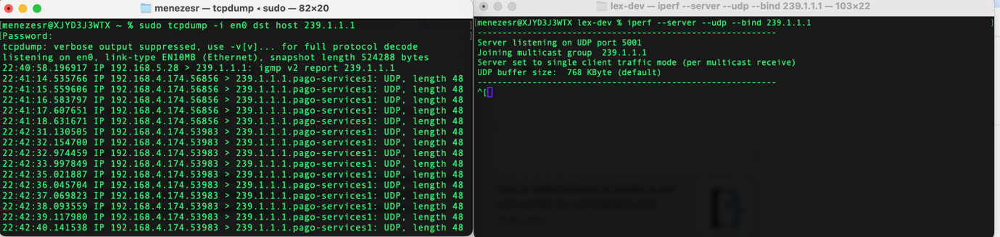 menezesr — tcpdump ◂ sudo — 82×20
menezesr@XJYD3J3WTX ~ % sudo tcpdump -i en0 dst host 239.1.1.1
Password:
tcpdump: verbose output suppressed, use -v[v]... for full protocol decode
listening on en0, link-type EN10MB (Ethernet), snapshot length 524288 bytes
22:40:58.196917 IP 192.168.5.28 > 239.1.1.1: igmp v2 report 239.1.1.1
22:41:14.535766 IP 192.168.4.174.56856 > 239.1.1.1.pago-services1: UDP, length 48
22:41:15.559606 IP 192.168.4.174.56856 > 239.1.1.1.pago-services1: UDP, length 48
22:41:16.583797 IP 192.168.4.174.56856 > 239.1.1.1.pago-services1: UDP, length 48
22:41:17.607651 IP 192.168.4.174.56856 > 239.1.1.1.pago-services1: UDP, length 48
22:41:18.631671 IP 192.168.4.174.56856 > 239.1.1.1.pago-services1: UDP, length 48
22:42:31.130505 IP 192.168.4.174.53983 > 239.1.1.1.pago-services1: UDP, length 48
22:42:32.154700 IP 192.168.4.174.53983 > 239.1.1.1.pago-services1: UDP, length 48
22:42:32.974459 IP 192.168.4.174.53983 > 239.1.1.1.pago-services1: UDP, length 48
22:42:33.997849 IP 192.168.4.174.53983 > 239.1.1.1.pago-services1: UDP, length 48
22:42:35.021887 IP 192.168.4.174.53983 > 239.1.1.1.pago-services1: UDP, length 48
22:42:36.045704 IP 192.168.4.174.53983 > 239.1.1.1.pago-services1: UDP, length 48
22:42:37.069823 IP 192.168.4.174.53983 > 239.1.1.1.pago-services1: UDP, length 48
22:42:38.093559 IP 192.168.4.174.53983 > 239.1.1.1.pago-services1: UDP, length 48
22:42:39.117980 IP 192.168.4.174.53983 > 239.1.1.1.pago-services1: UDP, length 48
22:42:40.141538 IP 192.168.4.174.53983 > 239.1.1.1.pago-services1: UDP, length 48
lex-dev — iperf --server --udp --bind 239.1.1.1 — 103×22
menezesr@XJYD3J3WTX lex-dev % iperf --server --udp --bind 239.1.1.1
------------------------------------------------------------
Server listening on UDP port 5001
Joining multicast group  239.1.1.1
Server set to single client traffic mode (per multicast receive)
UDP buffer size:  768 KByte (default)
------------------------------------------------------------
^[